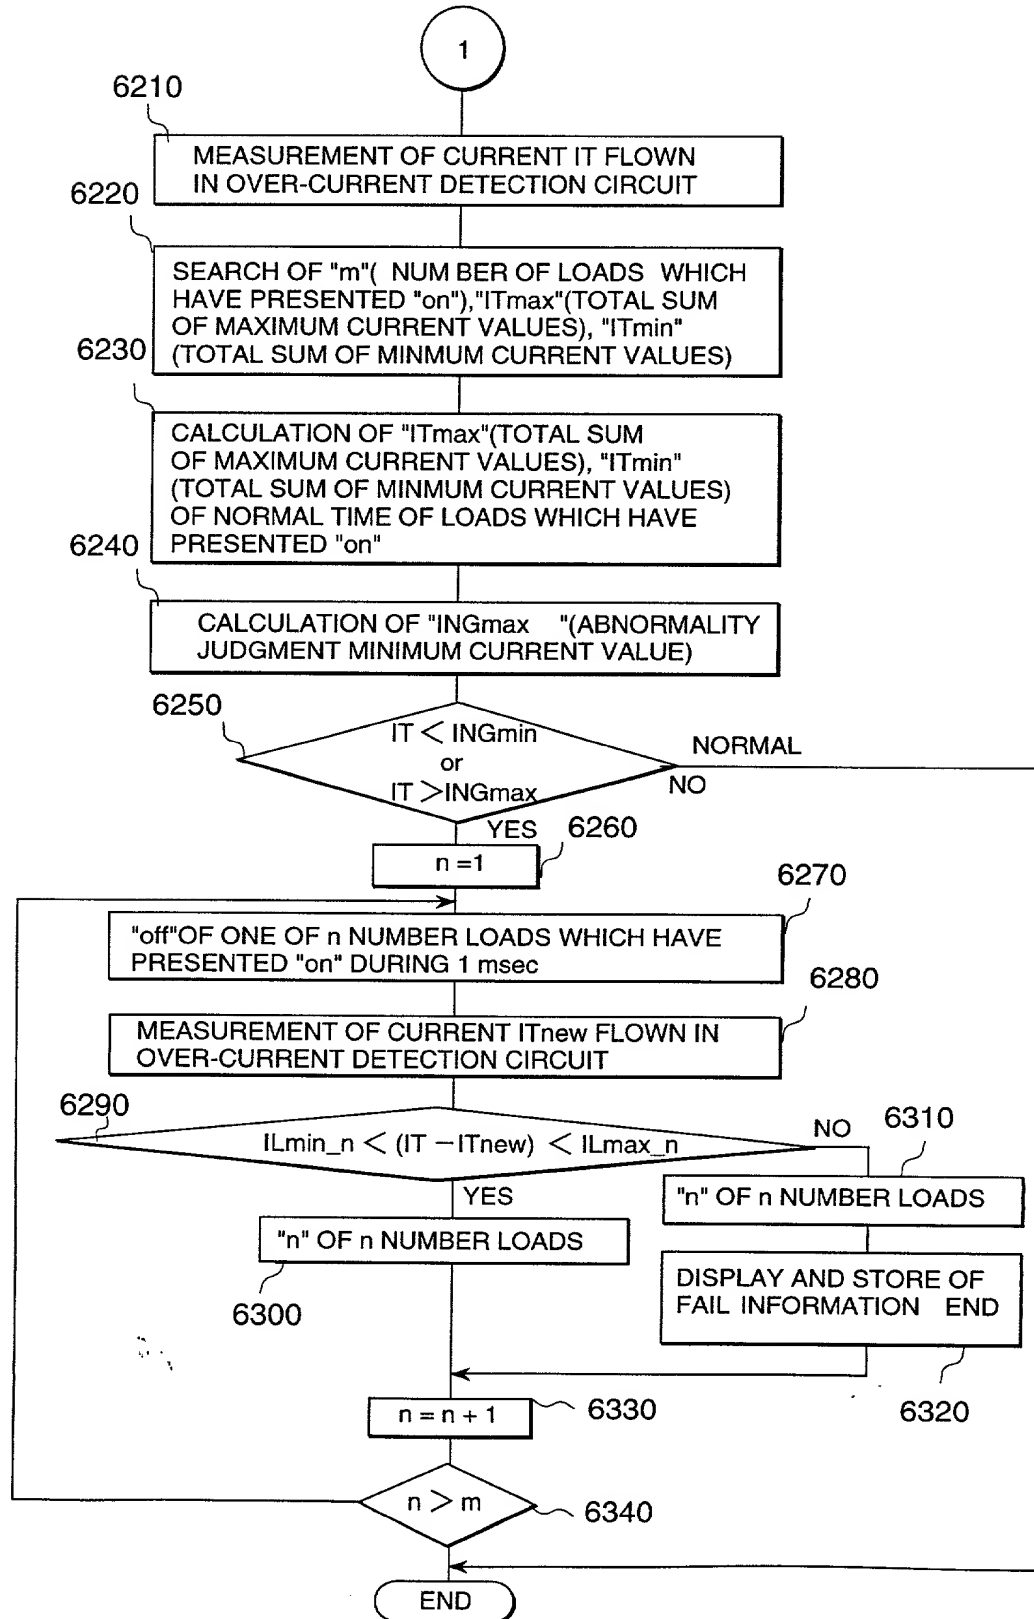 1
6210
MEASUREMENT OF CURRENT IT FLOWN
IN OVER-CURRENT DETECTION CIRCUIT
6220
SEARCH OF "m"( NUM BER OF LOADS WHICH
HAVE PRESENTED "on"),"ITmax"(TOTAL SUM
OF MAXIMUM CURRENT VALUES), "ITmin"
(TOTAL SUM OF MINMUM CURRENT VALUES)
6230
CALCULATION OF "ITmax"(TOTAL SUM
OF MAXIMUM CURRENT VALUES), "ITmin"
(TOTAL SUM OF MINMUM CURRENT VALUES)
OF NORMAL TIME OF LOADS WHICH HAVE
PRESENTED "on"
6240
CALCULATION OF "INGmax "(ABNORMALITY
JUDGMENT MINIMUM CURRENT VALUE)
6250
IT < INGmin
or
IT >INGmax
NORMAL
NO
YES
6260
n =1
6270
"off"OF ONE OF n NUMBER LOADS WHICH HAVE
PRESENTED "on" DURING 1 msec
6280
MEASUREMENT OF CURRENT ITnew FLOWN IN
OVER-CURRENT DETECTION CIRCUIT
6290
ILmin_n < (IT −ITnew) < ILmax_n
NO
6310
YES
"n" OF n NUMBER LOADS
"n" OF n NUMBER LOADS
6300
DISPLAY AND STORE OF
FAIL INFORMATION END
6320
n = n + 1
6330
n > m
6340
END